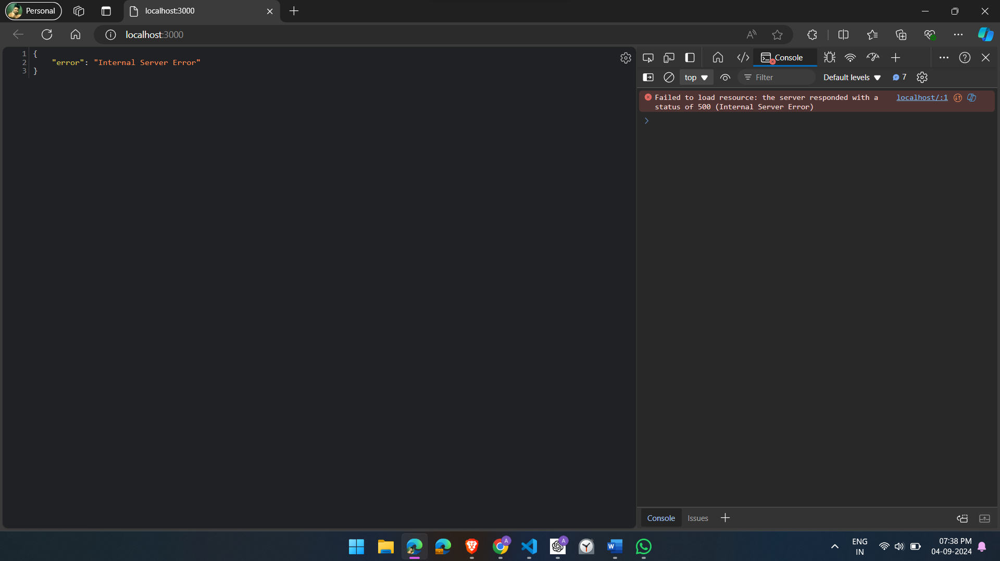 Personal
localhost:3000
localhost:3000
1 {
2 "error": "Internal Server Error"
3 }
Console
top
Filter
Default levels
7
Failed to load resource: the server responded with a
status of 500 (Internal Server Error)
localhost/:1
Console
Issues
A
A
W
ENG
IN
07:38 PM
04-09-2024